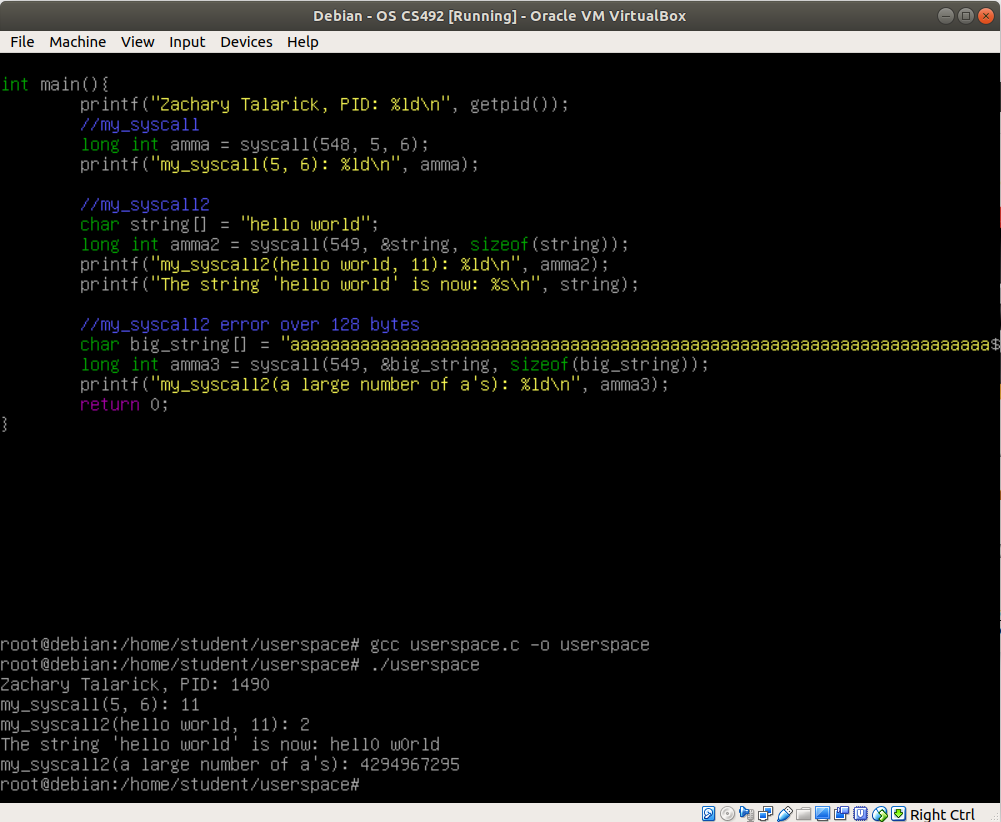 Debian - OS CS492 [Running] - Oracle VM VirtualBox
File Machine View Input Devices Help
int main(){
        printf("Zachary Talarick, PID: %ld\n", getpid());
        //my_syscall
        long int amma = syscall(548, 5, 6);
        printf("my_syscall(5, 6): %ld\n", amma);

        //my_syscall2
        char string[] = "hello world";
        long int amma2 = syscall(549, &string, sizeof(string));
        printf("my_syscall2(hello world, 11): %ld\n", amma2);
        printf("The string 'hello world' is now: %s\n", string);

        //my_syscall2 error over 128 bytes
        char big_string[] = "aaaaaaaaaaaaaaaaaaaaaaaaaaaaaaaaaaaaaaaaaaaaaaaaaaaaaaaaaaaaaaaaaaaaaa$
        long int amma3 = syscall(549, &big_string, sizeof(big_string));
        printf("my_syscall2(a large number of a's): %ld\n", amma3);
        return 0;
}
root@debian:/home/student/userspace# gcc userspace.c -o userspace
root@debian:/home/student/userspace# ./userspace
Zachary Talarick, PID: 1490
my_syscall(5, 6): 11
my_syscall2(hello world, 11): 2
The string 'hello world' is now: hell0 w0rld
my_syscall2(a large number of a's): 4294967295
root@debian:/home/student/userspace#
Right Ctrl